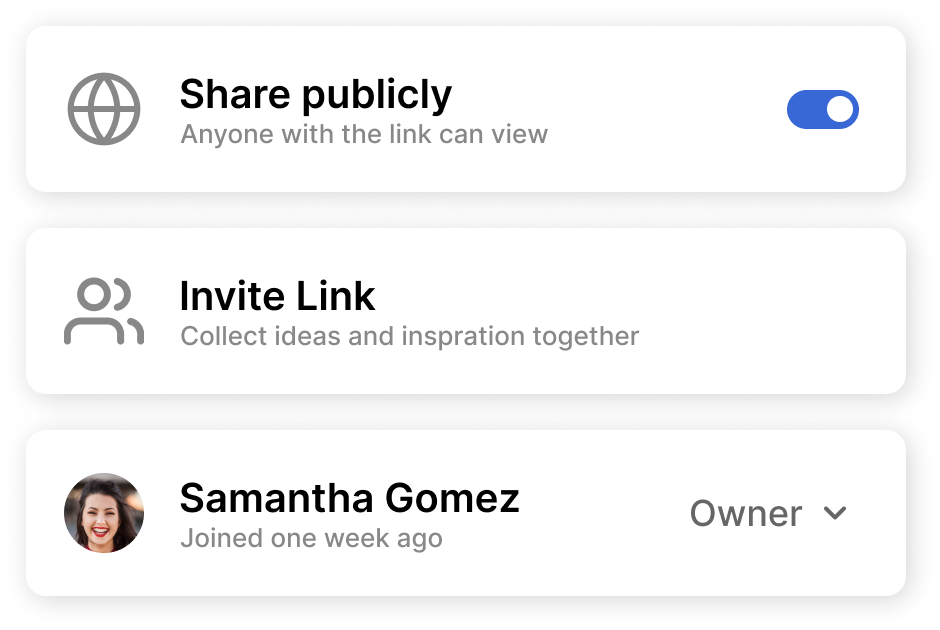 Share publicly
Anyone with the link can view
Invite Link
Collect ideas and inspration together
Samantha Gomez
Joined one week ago
Owner